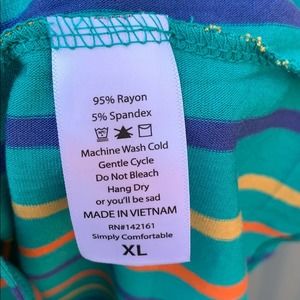 95% Rayon
5% Spandex
Machine Wash Cold
Gentle Cycle
Do Not Bleach
Hang Dry
or you'll be sad
MADE IN VIETNAM
RN#142161
Simply Comfortable
XL